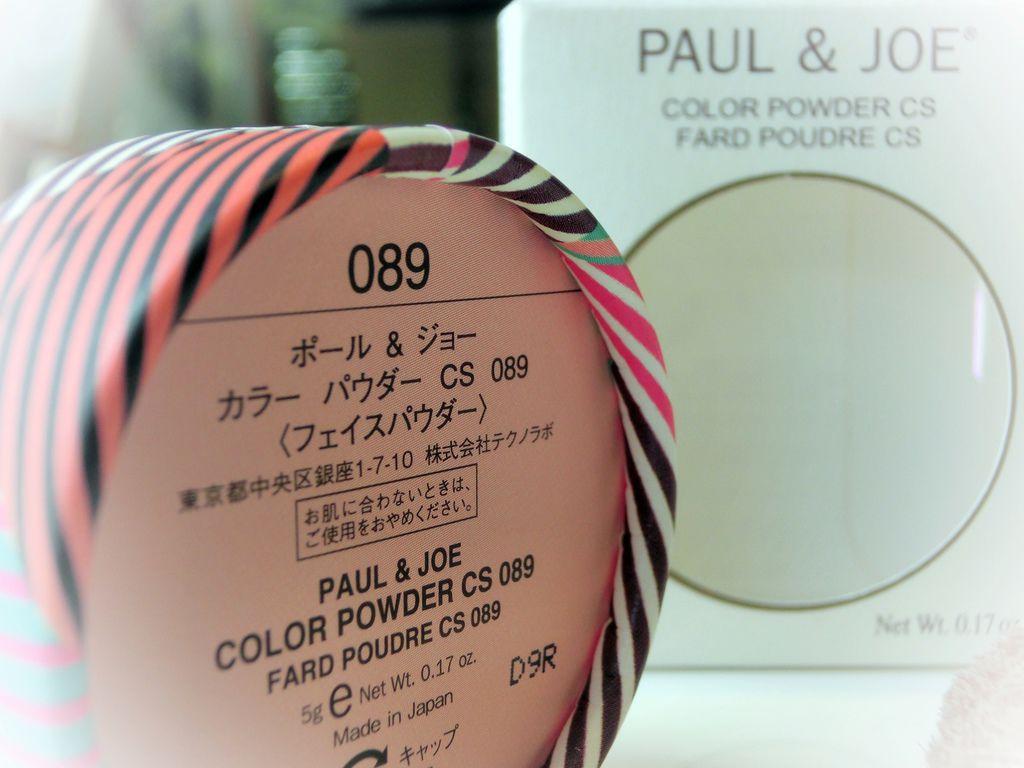 PAUL & JOE®
COLOR POWDER CS
FARD POUDRE CS
Net Wt. 0.17 oz
089
ポール & ジョー
カラー パウダー CS 089
〈フェイスパウダー〉
東京都中央区銀座1-7-10 株式会社テクノラボ
お肌に合わないときは、
ご使用をおやめください。
PAUL & JOE
COLOR POWDER CS 089
FARD POUDRE CS 089
5g e Net Wt. 0.17 oz.
D9R
Made in Japan
キャップ